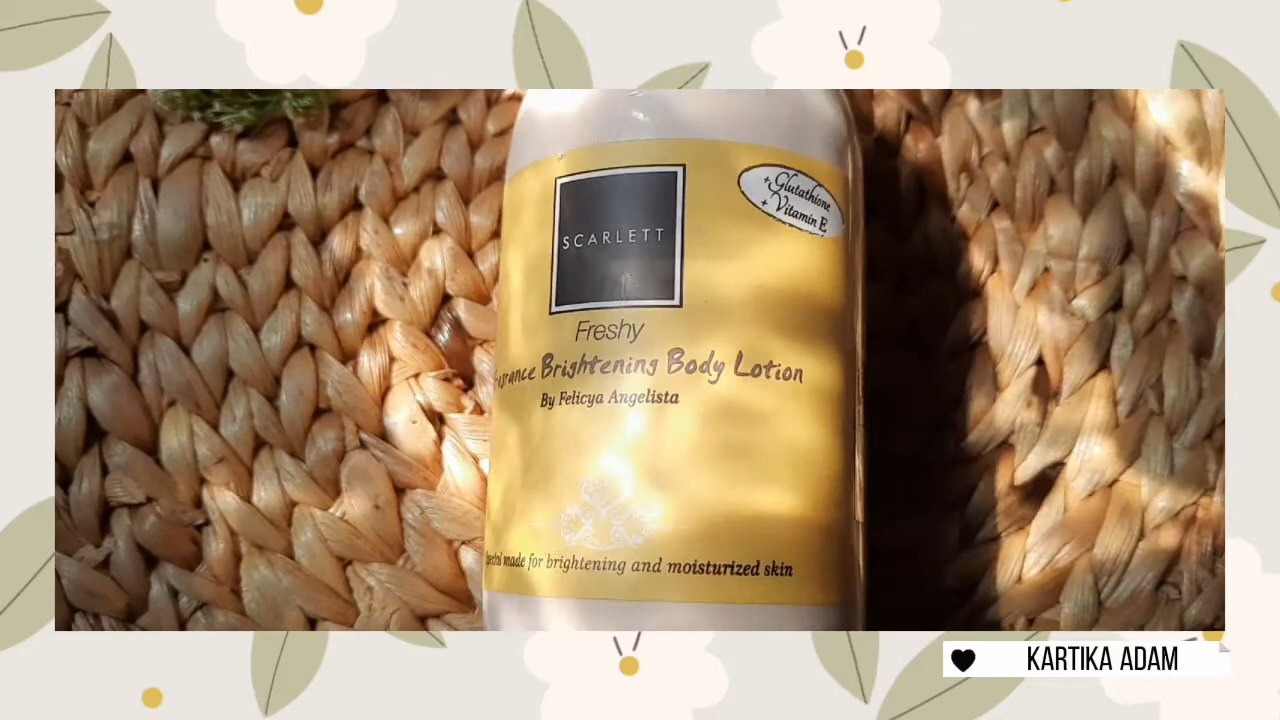 SCARLETT
+Glutathione
+Vitamin E
Freshy
Brightening Body Lotion
By Felicya Angelista
made for brightening and moisturized skin
KARTIKA ADAM